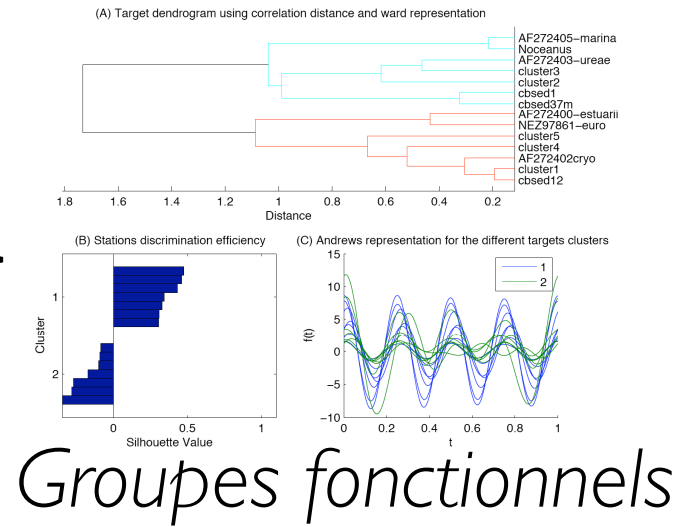 (A) Target dendrogram using correlation distance and ward representation
AF272405−marina
Noceanus
AF272403−ureae
cluster3
cluster2
cbsed1
cbsed37m
AF272400−estuarii
NEZ97861−euro
cluster5
cluster4
AF272402cryo
cluster1
cbsed12
1.8 1.6 1.4 1.2 1 0.8 0.6 0.4 0.2
Distance
(B) Stations discrimination efficiency
Cluster
1
2
0 0.5 1
Silhouette Value
(C) Andrews representation for the different targets clusters
f(t)
15
10
5
0
−5
−10
1
2
0 0.2 0.4 0.6 0.8 1
t
Groupes fonctionnels